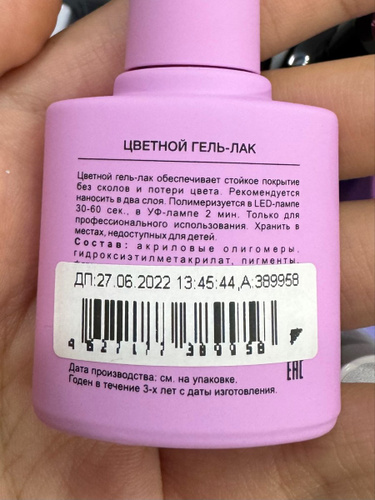 ЦВЕТНОЙ ГЕЛЬ-ЛАК
Цветной гель-лак обеспечивает стойкое покрытие
без сколов и потери цвета. Рекомендуется
наносить в два слоя. Полимеризуется в LED-лампе
30-60 сек., в УФ-лампе 2 мин. Только для
профессионального использования. Хранить в
местах, недоступных для детей.
Состав: акриловые олигомеры,
гидроксиэтилметакрилат, пигменты,
ДП:27.06.2022 13:45:44,А:389958
Дата производства: см. на упаковке.
Годен в течение 3-х лет с даты изготовления.
EAC